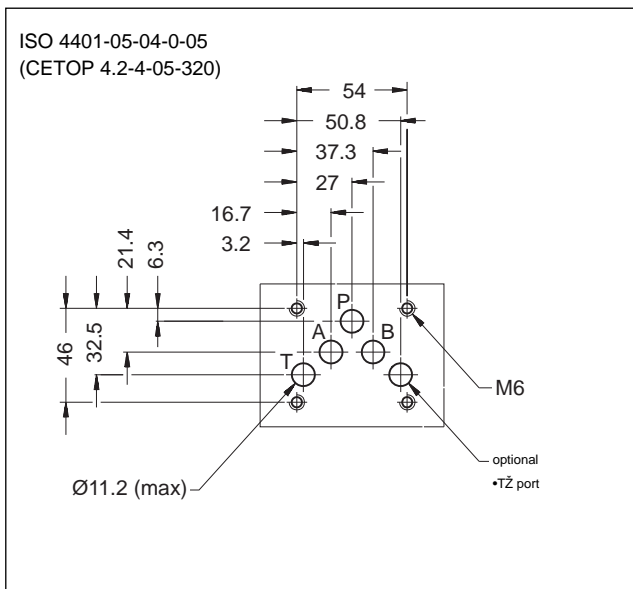 ISO 4401-05-04-0-05
(CETOP 4.2-4-05-320)
54
50.8
37.3
27
16.7
3.2
21.4
6.3
46
32.5
P
A
B
T
M6
Ø11.2 (max)
optional
•TŽ port